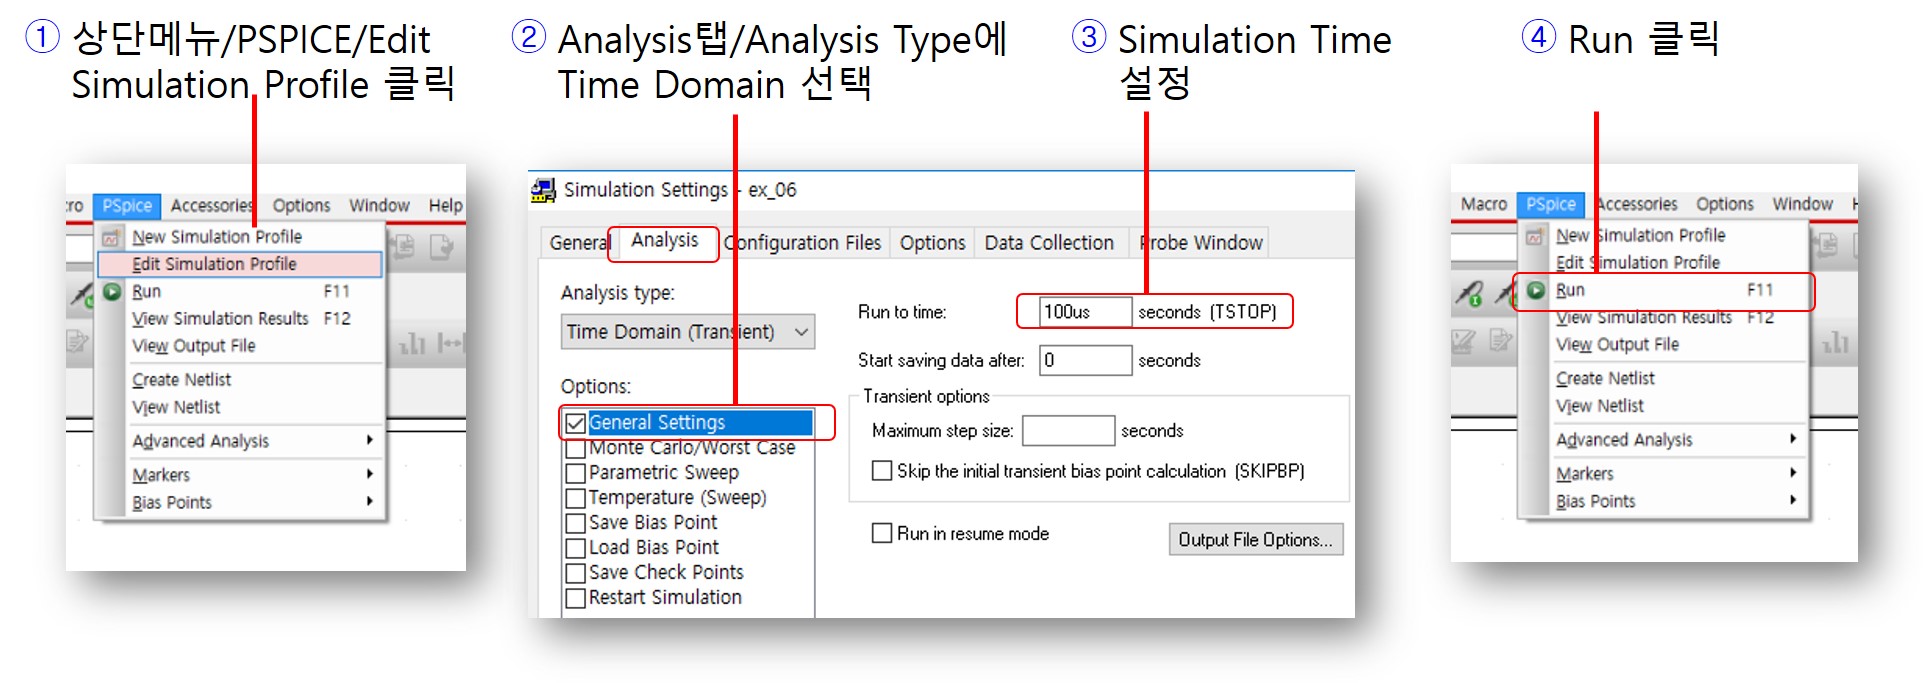 ① 상단메뉴/PSPICE/Edit
Simulation Profile 클릭
② Analysis탭/Analysis Type에
Time Domain 선택
③ Simulation Time
설정
④ Run 클릭
ro PSpice Accessories Options Window Help
New Simulation Profile
Edit Simulation Profile
Run F11
View Simulation Results F12
View Output File
Create Netlist
View Netlist
Advanced Analysis
Markers
Bias Points
Simulation Settings - ex_06
General Analysis Configuration Files Options Data Collection Probe Window
Analysis type:
Time Domain (Transient)
Options:
General Settings
Monte Carlo/Worst Case
Parametric Sweep
Temperature (Sweep)
Save Bias Point
Load Bias Point
Save Check Points
Restart Simulation
Run to time: 100us seconds (TSTOP)
Start saving data after: 0 seconds
Transient options
Maximum step size: seconds
Skip the initial transient bias point calculation (SKIPBP)
Run in resume mode
Output File Options...
Macro PSpice Accessories Options Window H
New Simulation Profile
Edit Simulation Profile
Run F11
View Simulation Results F12
View Output File
Create Netlist
View Netlist
Advanced Analysis
Markers
Bias Points